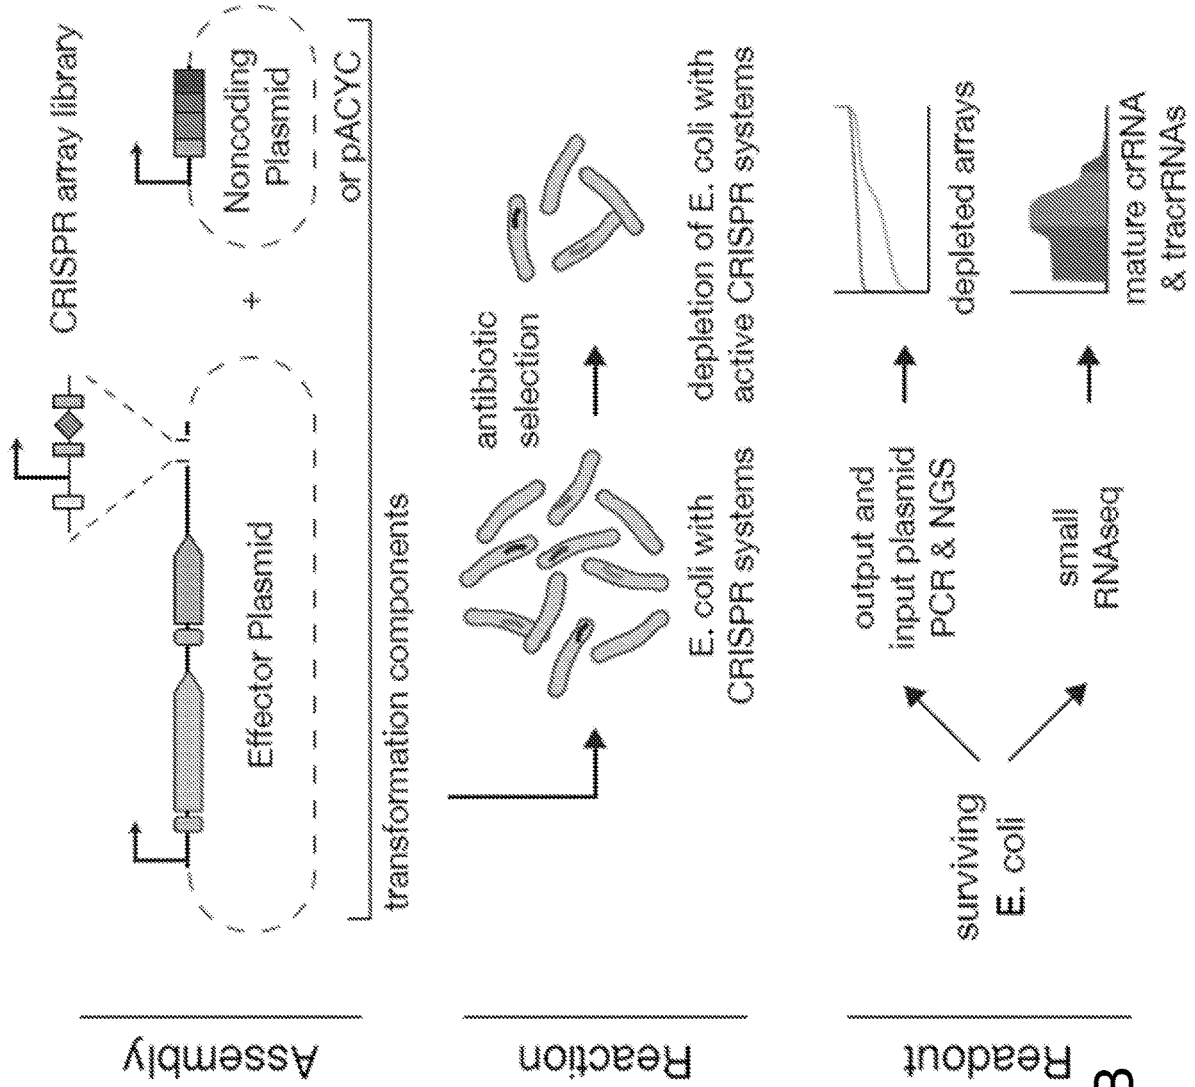 Assembly
CRISPR array library
Effector Plasmid
+
Noncoding
Plasmid
or pACYC
transformation components
Reaction
E. coli with
CRISPR systems
antibiotic
selection
depletion of E. coli with
active CRISPR systems
Readout
surviving
E. coli
output and
input plasmid
PCR & NGS
depleted arrays
small
RNAseq
mature crRNA
& tracrRNAs